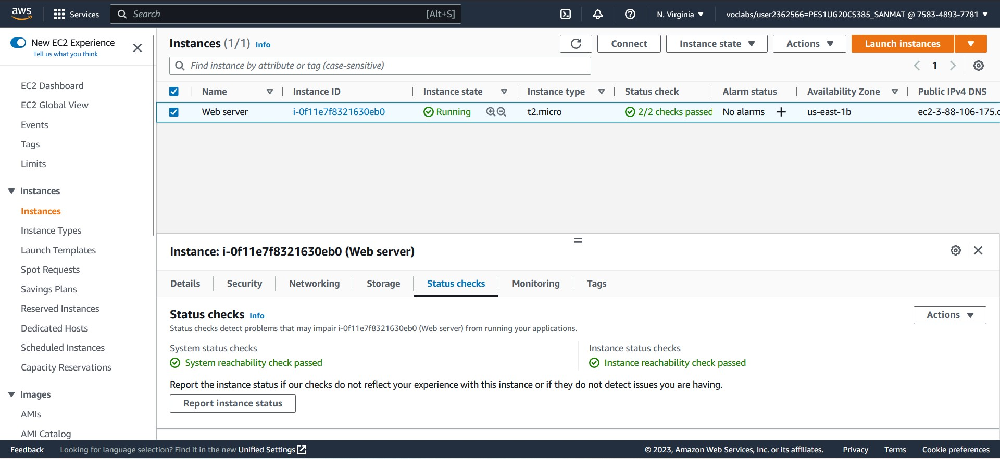 aws
Services
Search
[Alt+S]
N. Virginia
voclabs/user2362566=PES1UG20CS385_SANMAT @ 7583-4893-7781
New EC2 Experience
Tell us what you think
EC2 Dashboard
EC2 Global View
Events
Tags
Limits
Instances
Instances
Instance Types
Launch Templates
Spot Requests
Savings Plans
Reserved Instances
Dedicated Hosts
Scheduled Instances
Capacity Reservations
Images
AMIs
AMI Catalog
Instances (1/1) Info
Connect
Instance state
Actions
Launch instances
Find instance by attribute or tag (case-sensitive)
1
Name Instance ID Instance state Instance type Status check Alarm status Availability Zone Public IPv4 DNS
Web server i-0f11e7f8321630eb0 Running t2.micro 2/2 checks passed No alarms + us-east-1b ec2-3-88-106-175.c
Instance: i-0f11e7f8321630eb0 (Web server)
Details Security Networking Storage Status checks Monitoring Tags
Status checks Info
Actions
Status checks detect problems that may impair i-0f11e7f8321630eb0 (Web server) from running your applications.
System status checks
System reachability check passed
Instance status checks
Instance reachability check passed
Report the instance status if our checks do not reflect your experience with this instance or if they do not detect issues you are having.
Report instance status
Feedback
Looking for language selection? Find it in the new Unified Settings
© 2023, Amazon Web Services, Inc. or its affiliates.
Privacy
Terms
Cookie preferences